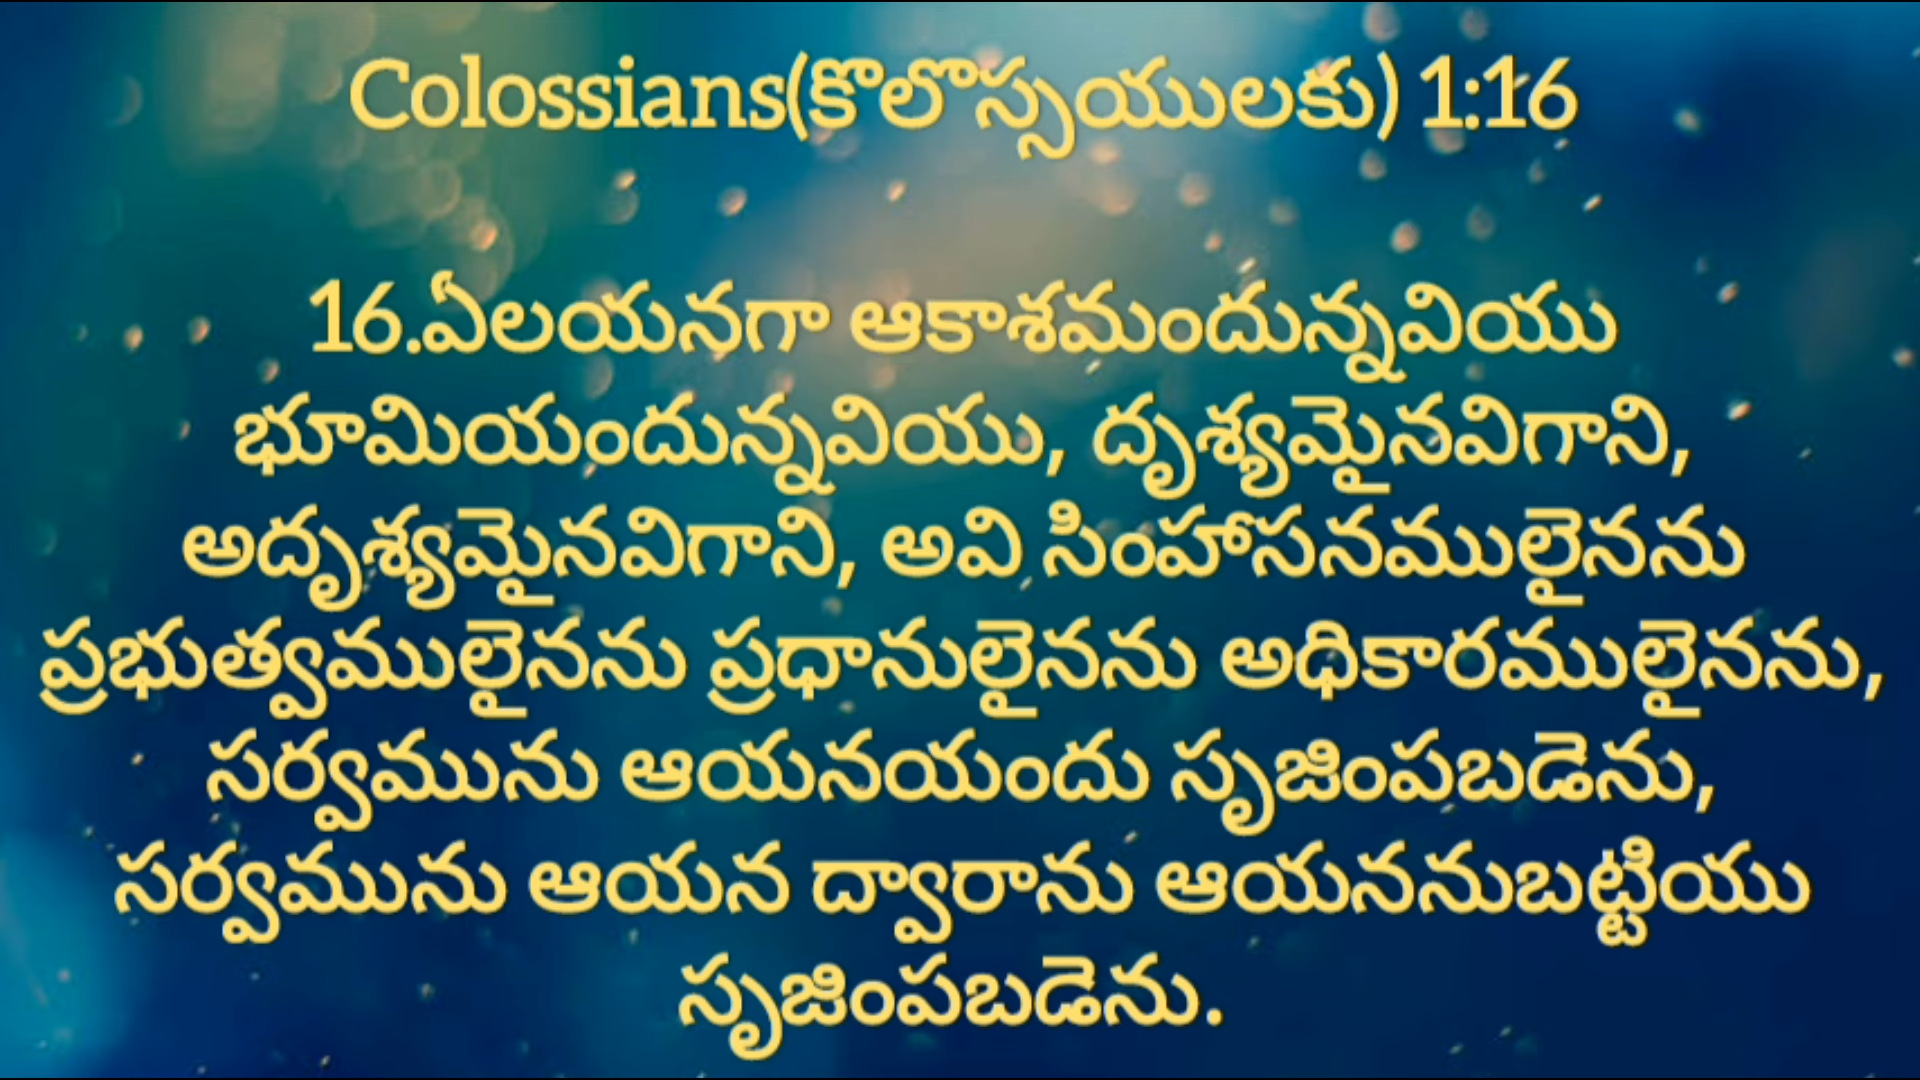 Colossians(కొలొస్సయులకు) 1:16
16.ఏలయనగా ఆకాశమందున్నవియు
భూమియందున్నవియు, దృశ్యమైనవిగాని,
అదృశ్యమైనవిగాని, అవి సింహాసనములైనను
ప్రభుత్వములైనను ప్రధానులైనను అధికారములైనను,
సర్వమును ఆయనయందు సృజింపబడెను,
సర్వమును ఆయన ద్వారాను ఆయననుబట్టియు
సృజింపబడెను.